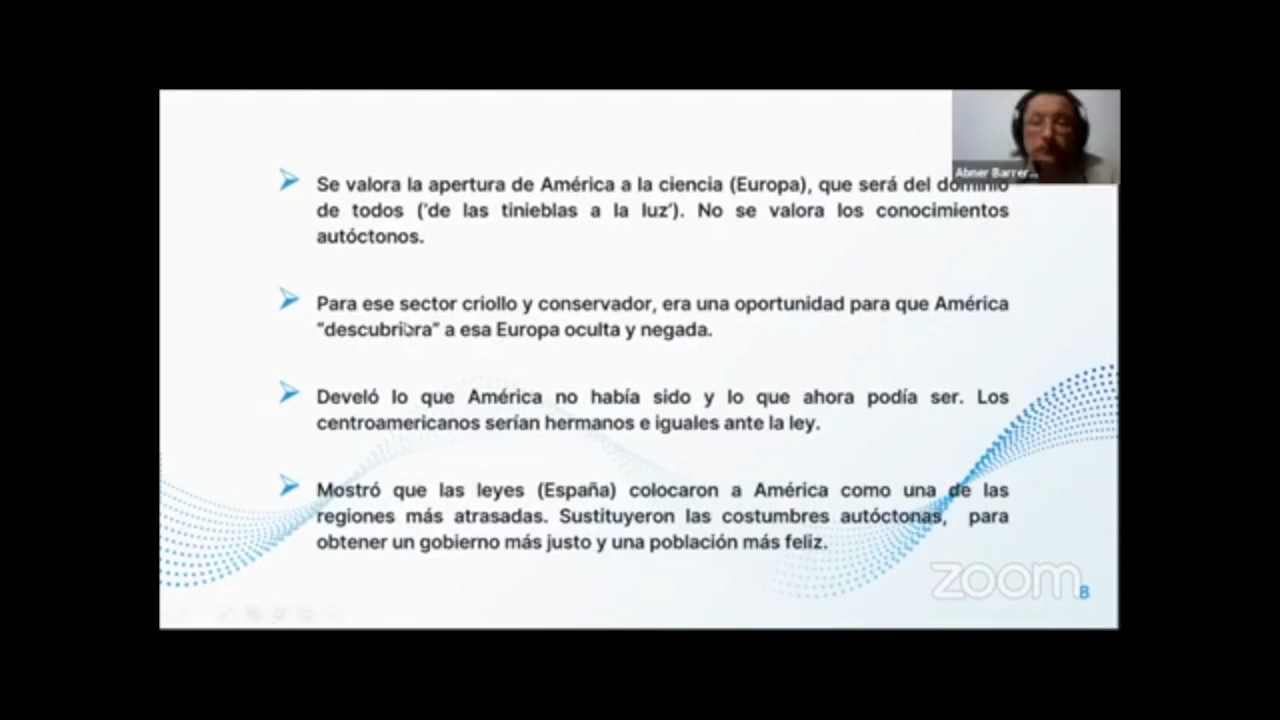 Se valora la apertura de América a la ciencia (Europa), que será del dominio
de todos ('de las tinieblas a la luz'). No se valora los conocimientos
autóctonos.
Para ese sector criollo y conservador, era una oportunidad para que América
"descubriera" a esa Europa oculta y negada.
Develó lo que América no había sido y lo que ahora podía ser. Los
centroamericanos serían hermanos e iguales ante la ley.
Mostró que las leyes (España) colocaron a América como una de las
regiones más atrasadas. Sustituyeron las costumbres autóctonas, para
obtener un gobierno más justo y una población más feliz.
Abner Barrer...
zoom
8